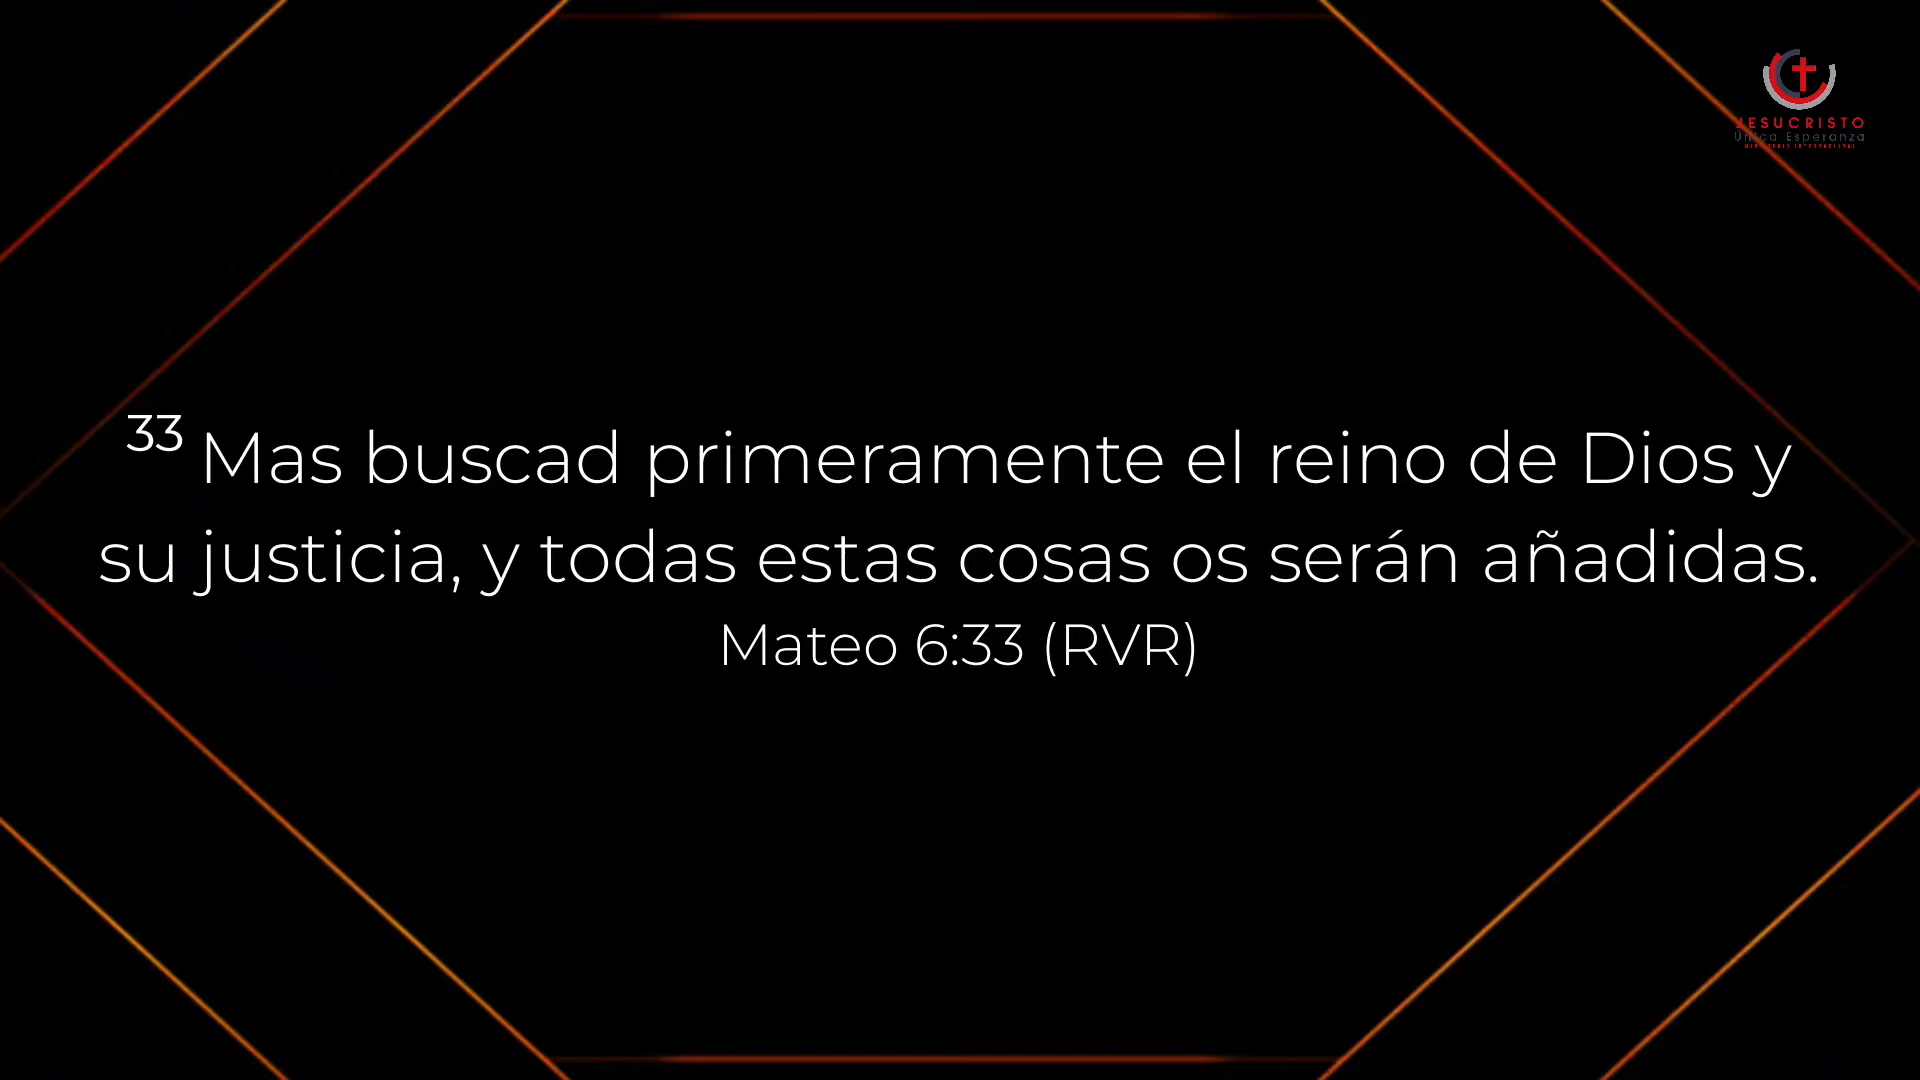 JESUCRISTO
Única Esperanza
33 Mas buscad primeramente el reino de Dios y
su justicia, y todas estas cosas os serán añadidas.
Mateo 6:33 (RVR)